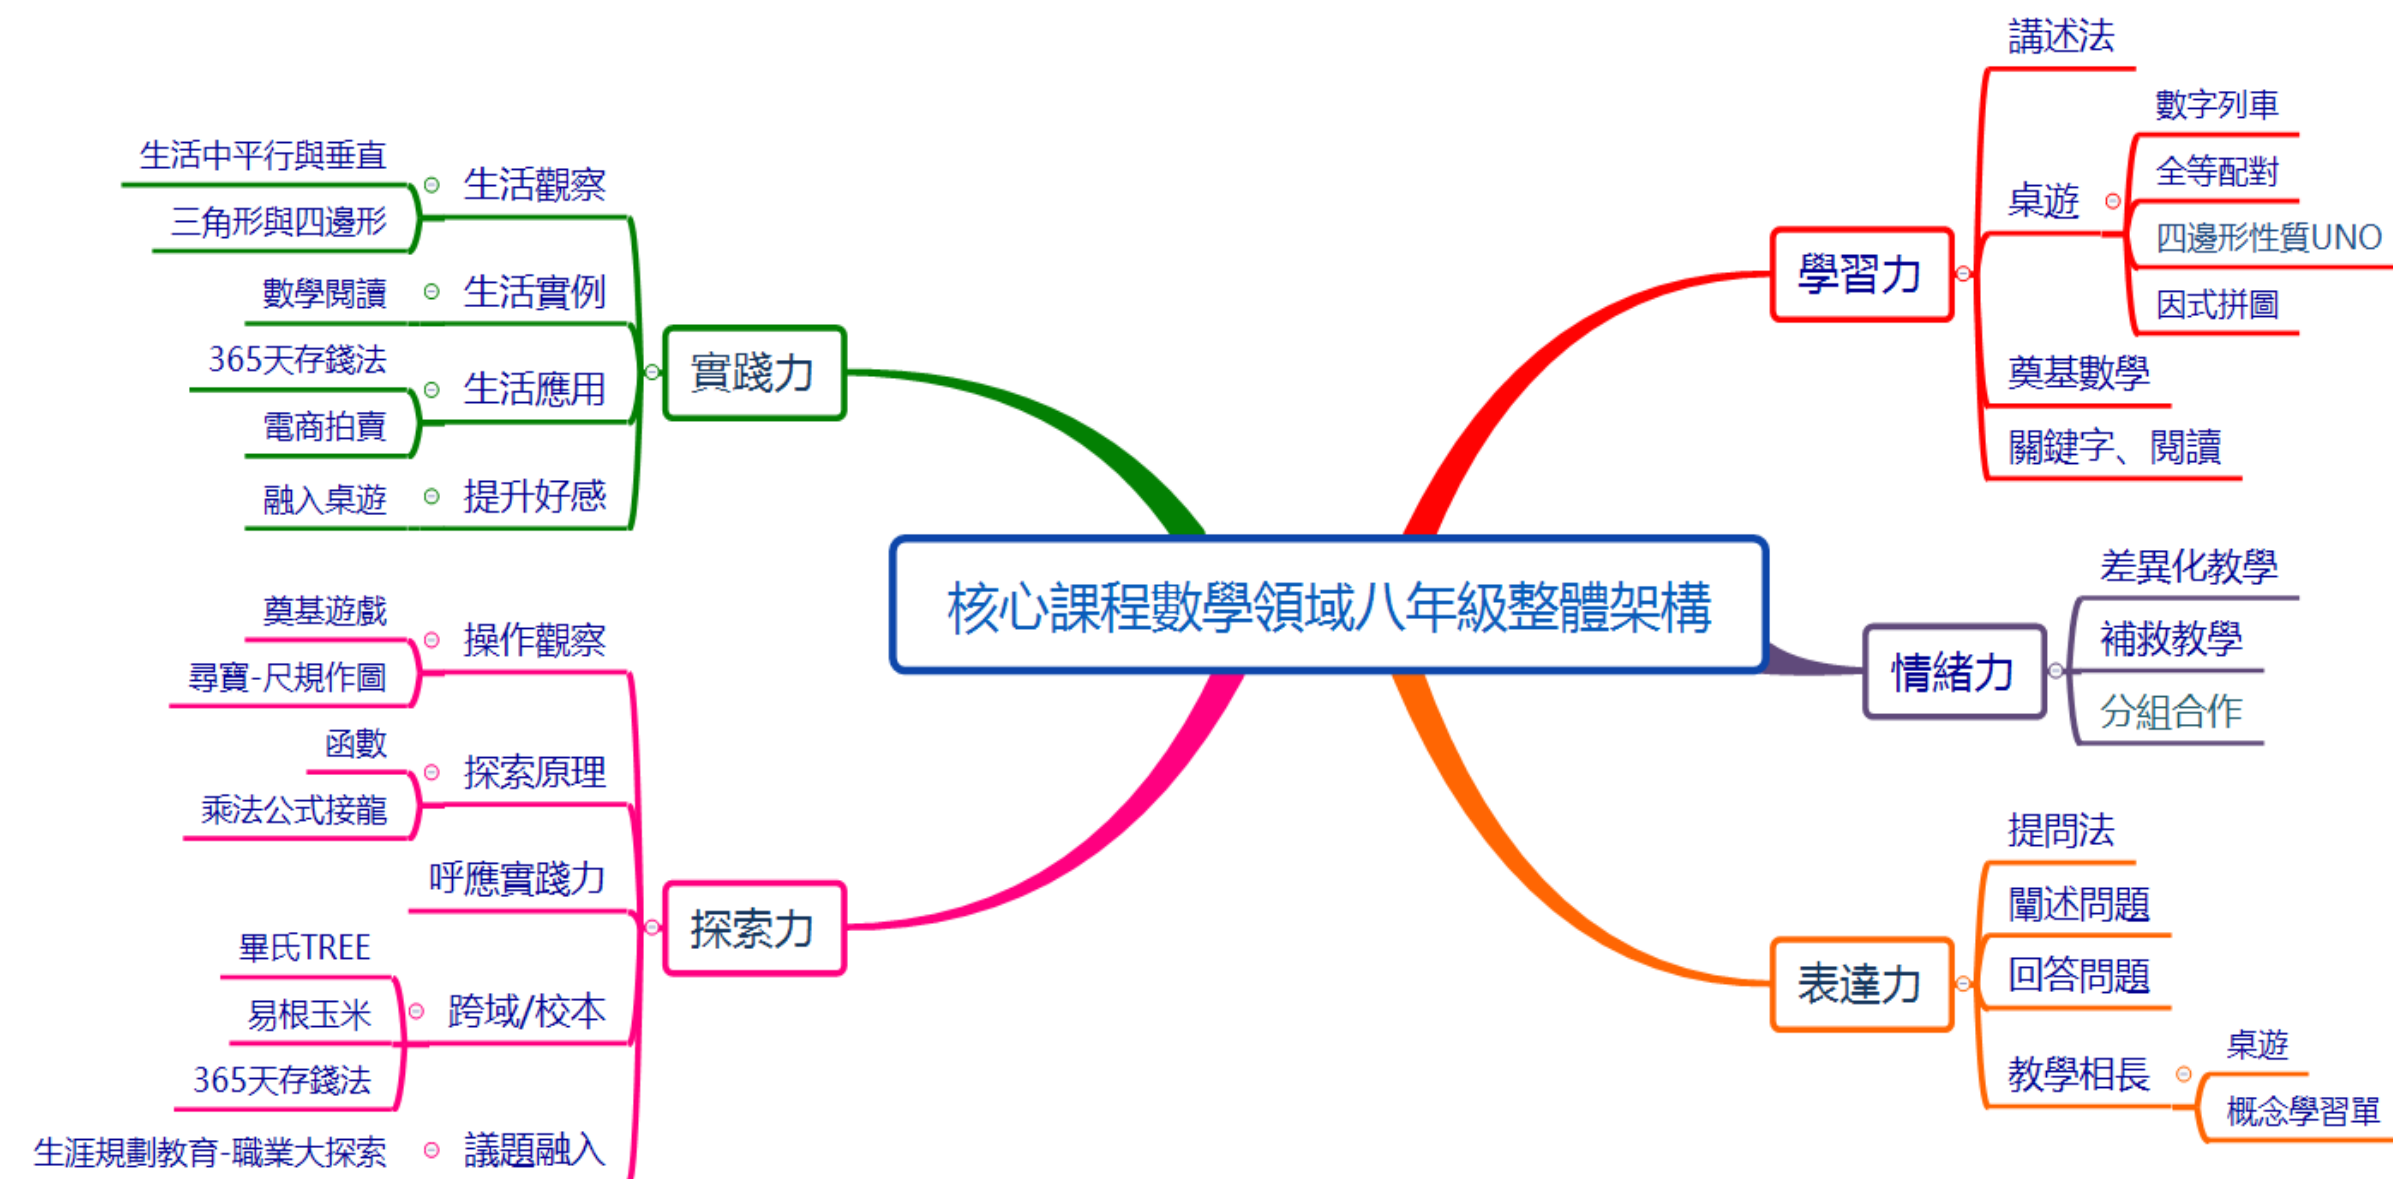 核心課程數學領域八年級整體架構
學習力
講述法
桌遊
數字列車
全等配對
四邊形性質UNO
因式拼圖
奠基數學
關鍵字、閱讀
情緒力
差異化教學
補救教學
分組合作
表達力
提問法
闡述問題
回答問題
教學相長
桌遊
概念學習單
實踐力
生活觀察
生活中平行與垂直
三角形與四邊形
生活實例
數學閱讀
生活應用
365天存錢法
電商拍賣
提升好感
融入桌遊
探索力
操作觀察
奠基遊戲
尋寶-尺規作圖
探索原理
函數
乘法公式接龍
呼應實踐力
跨域/校本
畢氏TREE
易根玉米
365天存錢法
議題融入
生涯規劃教育-職業大探索